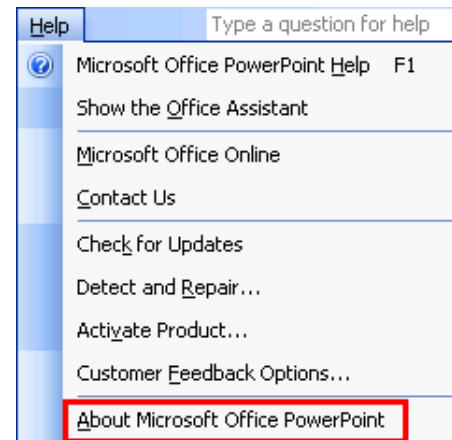 Help Type a question for help
Microsoft Office PowerPoint Help F1
Show the Office Assistant
Microsoft Office Online
Contact Us
Check for Updates
Detect and Repair...
Activate Product...
Customer Feedback Options...
About Microsoft Office PowerPoint